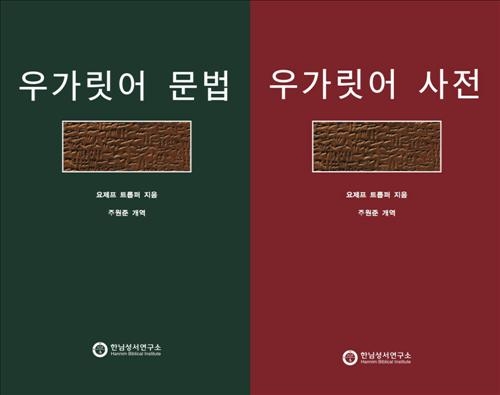 우가릿어 문법
요제프 트롭퍼 지음
주원준 개역
한님성서연구소
Hannim Biblical Institute
우가릿어 사전
요제프 트롭퍼 지음
주원준 개역
한님성서연구소
Hannim Biblical Institute